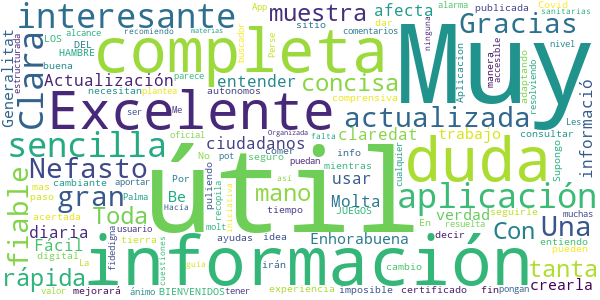 interesante
muestra
afecta
App
alarma
Covid
publicada
sanitarias
Gracias
sitio
dar
comentarios
ninguna
LOS
alcance
recomiendo
materias
buscador
Perse
nivel
HAMBRE
DEL
Generalitat
estructurada
buena
Clara
completa
Muy
Actualización
entender
concisa
necesitan
plantea
parece
comprensiva
Aplicacion
manera
accesible
adaptando
resolviendo
Excelente
ser
Me
autonomos
oficial
Organizada
falta
claredat
actualizada
trabajo
Les
consultar
informació
sencilla
ciudadanos
No
pot
seguro
comer
info
mientras
cualquier
Supongo
duda
fiable
Nefasto
Por
Palma
aportar
cambiante
mas
paso
acertada
gran
Be
puliendo
mano
así
puedan
usar
aplicación
útil
Toda
usuario
Hacia
recopila
iniciativa
tiempo
JUEGOS
Molta
verdad
En
seguirle
resuelta
muchas
Con
Una
diaria
fidedigna
tierra
molt
ayudas
idea
Enhorabuena
decir
entiendo
pueden
Fácil
digital
La
cuestiones
guia
irán
cambio
tanta
rápida
información
experiencia
imposible
certificado
fin
crearla
valor
mejorará
ánimo
BIENVENIDOS
tener
pongan